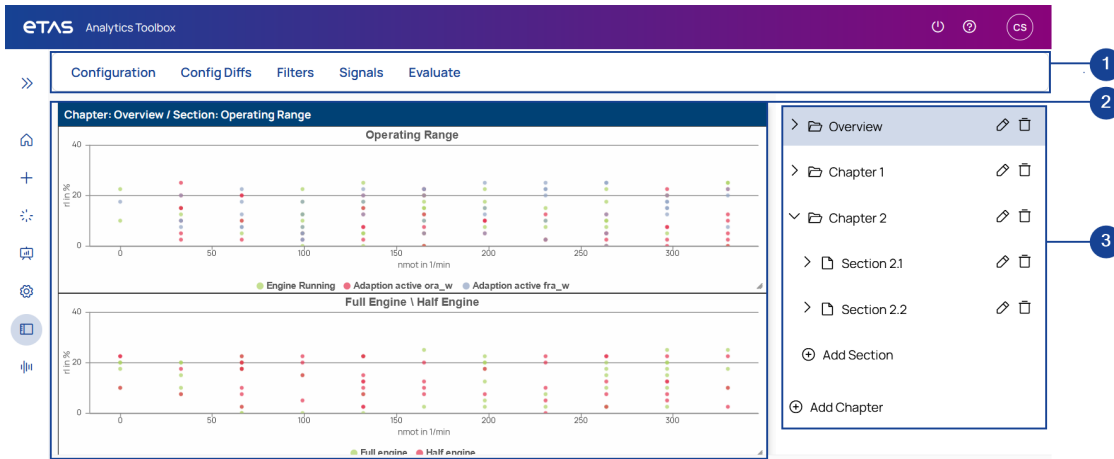 eTAS Analytics Toolbox
CS
Configuration Config Diffs Filters Signals Evaluate
1
2
3
Chapter: Overview / Section: Operating Range
Operating Range
40
20
0
rl in %
0 50 100 150 200 250 300
nmot in 1/min
Engine Running Adaption active ora_w Adaption active fra_w
Full Engine \ Half Engine
40
20
0
rl in %
0 50 100 150 200 250 300
nmot in 1/min
Full engine Half engine
Overview
Chapter 1
Chapter 2
Section 2.1
Section 2.2
Add Section
Add Chapter